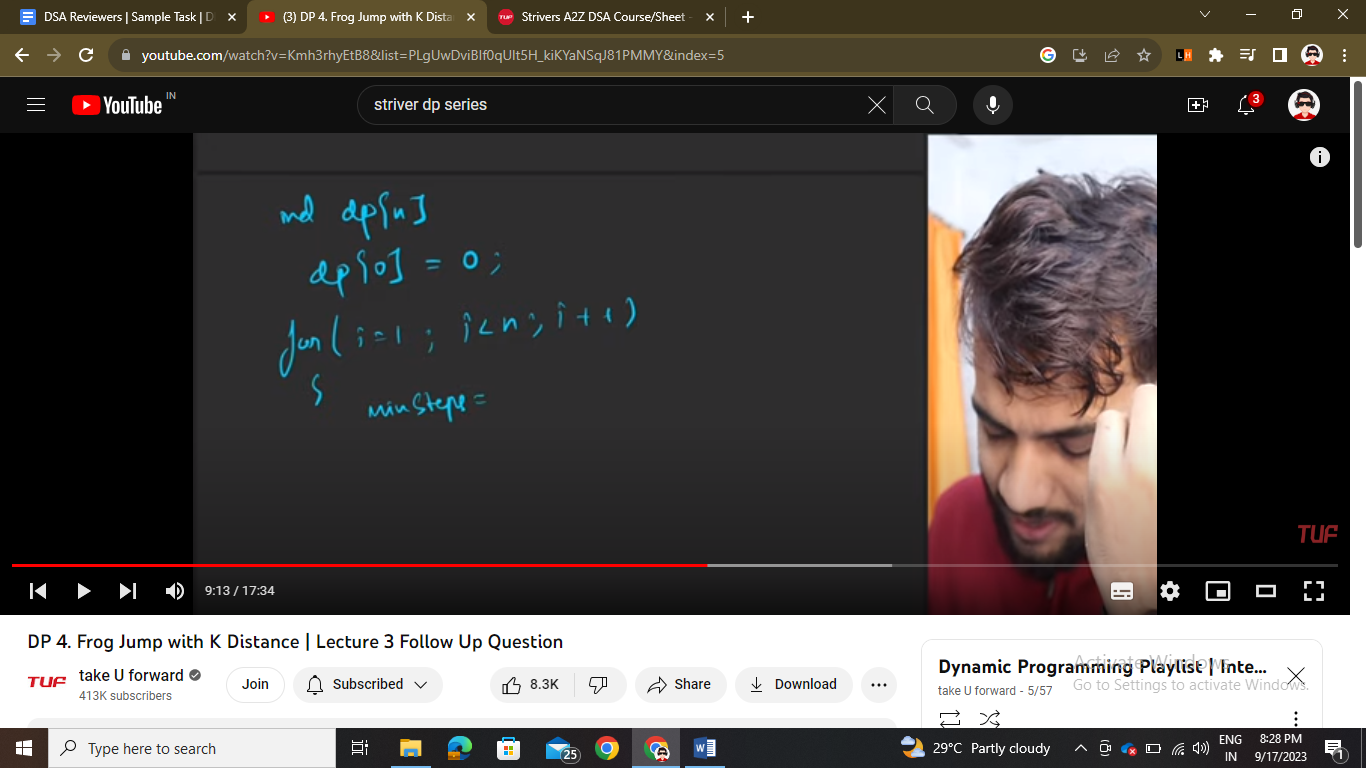 DSA Reviewers | Sample Task | D
(3) DP 4. Frog Jump with K Dista
TUF Strivers A2Z DSA Course/Sheet -
youtube.com/watch?v=Kmh3rhyEtB8&list=PLgUwDviBIf0qUlt5H_kiKYaNSqJ81PMMY&index=5
LH
YouTube IN
striver dp series
3
dp[n]
dp[0] = 0;
for( i=1 ; i<n ; i++)
{
minSteps =
TUF
9:13 / 17:34
DP 4. Frog Jump with K Distance | Lecture 3 Follow Up Question
TUF
take U forward
413K subscribers
Join
Subscribed
8.3K
Share
Download
Dynamic Programming Playlist | Inte...
take U forward - 5/57
Activate Windows
Go to Settings to activate Windows.
Type here to search
25
29°C Partly cloudy
ENG
IN
8:28 PM
9/17/2023
1